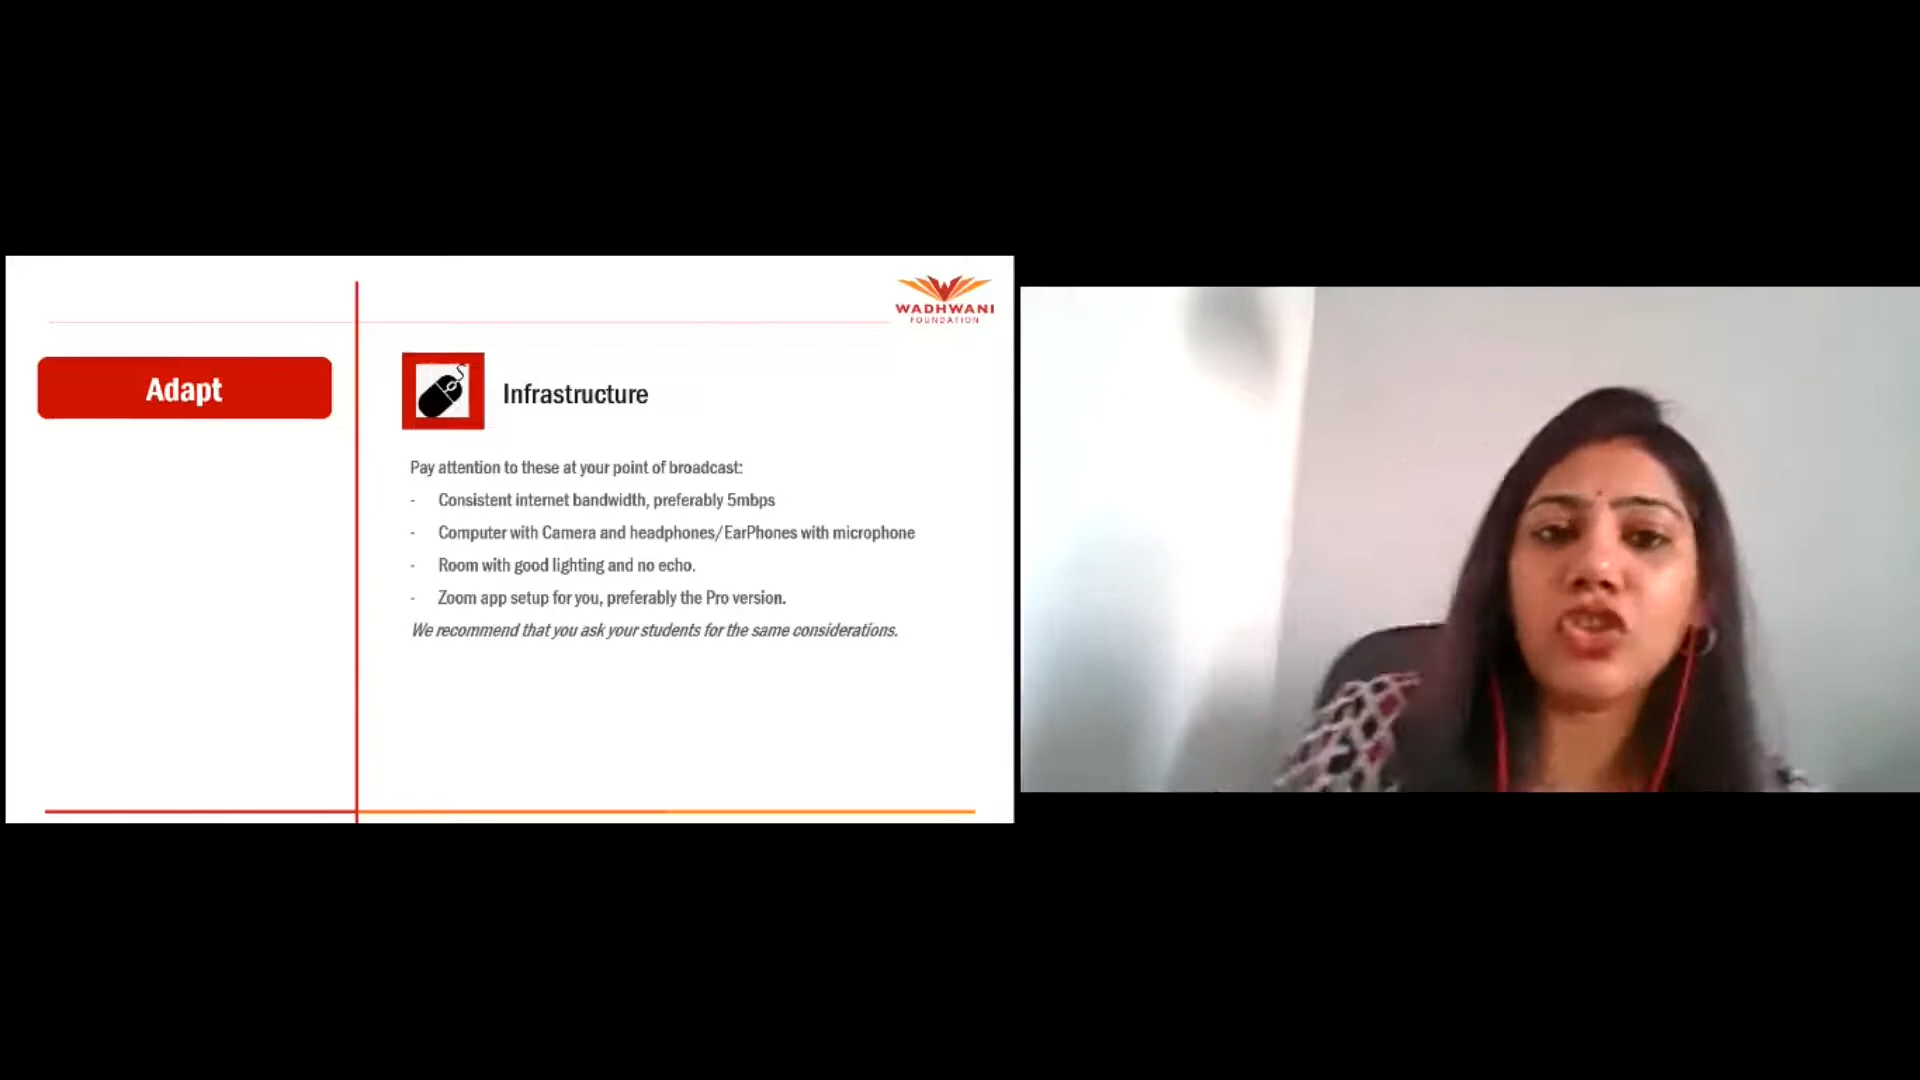 WADHWANI
FOUNDATION
Adapt
Infrastructure
Pay attention to these at your point of broadcast:
- Consistent internet bandwidth, preferably 5mbps
- Computer with Camera and headphones/EarPhones with microphone
- Room with good lighting and no echo.
- Zoom app setup for you, preferably the Pro version.
We recommend that you ask your students for the same considerations.